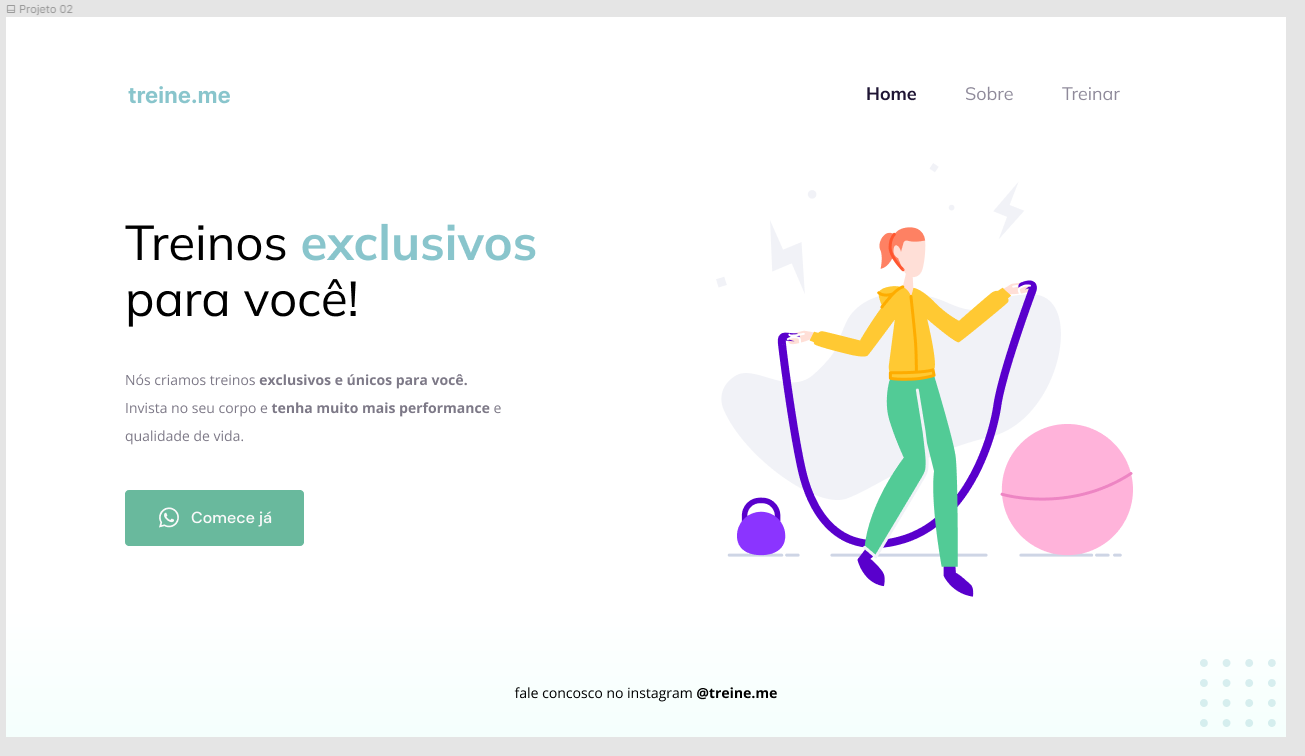 Projeto 02
treine.me
Home Sobre Treinar
Treinos exclusivos
para você!
Nós criamos treinos exclusivos e únicos para você.
Invista no seu corpo e tenha muito mais performance e
qualidade de vida.
Comece já
fale concosco no instagram @treine.me